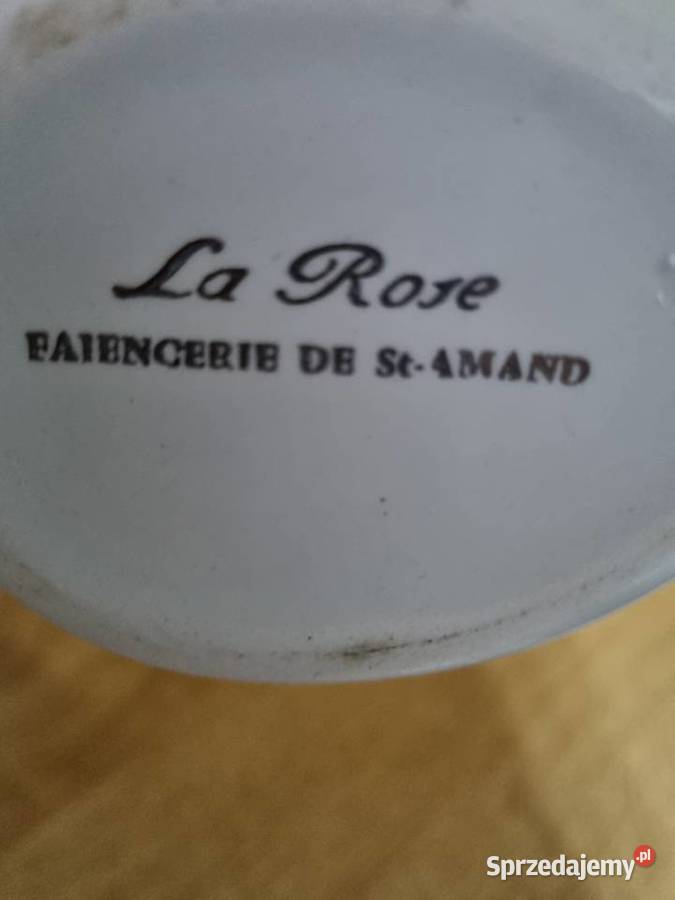 La Rose
FAIENCERIE DE St-AMAND
Sprzedajemy.pl